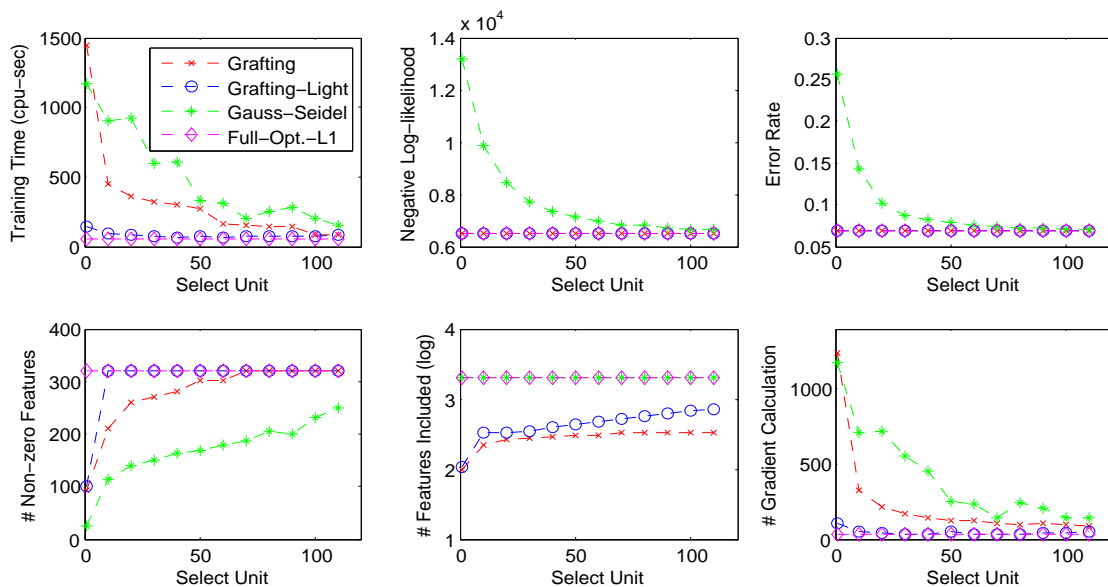 Training Time (cpu−sec)
1500
1000
500
0
0
50
100
Select Unit
Grafting
Grafting−Light
Gauss−Seidel
Full−Opt.−L1
x 10⁴
Negative Log−likelihood
1.4
1.2
1
0.8
0.6
0
50
100
Select Unit
Error Rate
0.3
0.25
0.2
0.15
0.1
0.05
0
50
100
Select Unit
# Non−zero Features
400
300
200
100
0
0
50
100
Select Unit
# Features Included (log)
4
3
2
1
0
50
100
Select Unit
# Gradient Calculation
1000
500
0
0
50
100
Select Unit